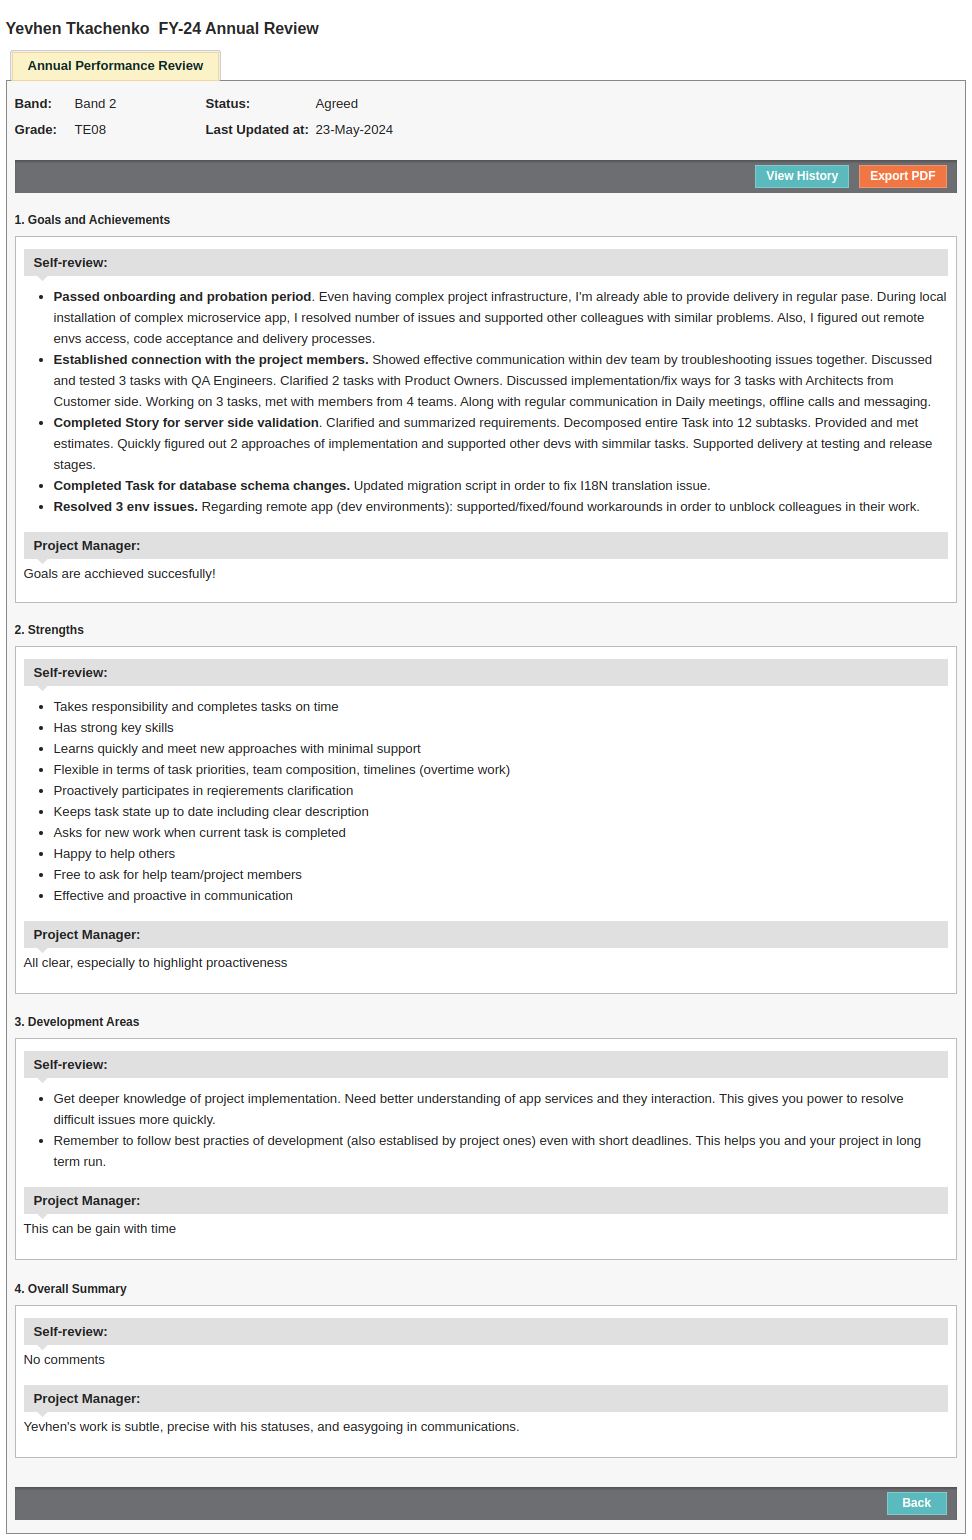 Yevhen Tkachenko  FY-24 Annual Review
Annual Performance Review
Band: Band 2 Status: Agreed
Grade: TE08 Last Updated at: 23-May-2024
View History Export PDF
1. Goals and Achievements
Self-review:
• Passed onboarding and probation period. Even having complex project infrastructure, I'm already able to provide delivery in regular pase. During local
installation of complex microservice app, I resolved number of issues and supported other colleagues with similar problems. Also, I figured out remote
envs access, code acceptance and delivery processes.
• Established connection with the project members. Showed effective communication within dev team by troubleshooting issues together. Discussed
and tested 3 tasks with QA Engineers. Clarified 2 tasks with Product Owners. Discussed implementation/fix ways for 3 tasks with Architects from
Customer side. Working on 3 tasks, met with members from 4 teams. Along with regular communication in Daily meetings, offline calls and messaging.
• Completed Story for server side validation. Clarified and summarized requirements. Decomposed entire Task into 12 subtasks. Provided and met
estimates. Quickly figured out 2 approaches of implementation and supported other devs with simmilar tasks. Supported delivery at testing and release
stages.
• Completed Task for database schema changes. Updated migration script in order to fix I18N translation issue.
• Resolved 3 env issues. Regarding remote app (dev environments): supported/fixed/found workarounds in order to unblock colleagues in their work.
Project Manager:
Goals are acchieved succesfully!
2. Strengths
Self-review:
• Takes responsibility and completes tasks on time
• Has strong key skills
• Learns quickly and meet new approaches with minimal support
• Flexible in terms of task priorities, team composition, timelines (overtime work)
• Proactively participates in reqierements clarification
• Keeps task state up to date including clear description
• Asks for new work when current task is completed
• Happy to help others
• Free to ask for help team/project members
• Effective and proactive in communication
Project Manager:
All clear, especially to highlight proactiveness
3. Development Areas
Self-review:
• Get deeper knowledge of project implementation. Need better understanding of app services and they interaction. This gives you power to resolve
difficult issues more quickly.
• Remember to follow best practies of development (also establised by project ones) even with short deadlines. This helps you and your project in long
term run.
Project Manager:
This can be gain with time
4. Overall Summary
Self-review:
No comments
Project Manager:
Yevhen's work is subtle, precise with his statuses, and easygoing in communications.
Back